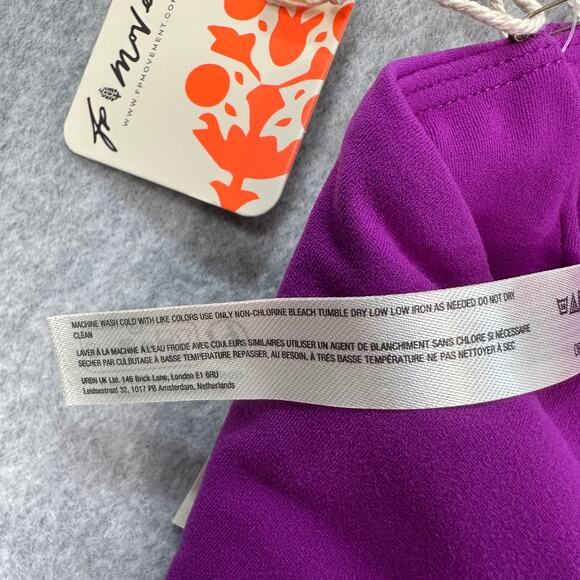 fp move
WWW.FPMOVEMENT.COM
MACHINE WASH COLD WITH LIKE COLORS USE ONLY NON-CHLORINE BLEACH TUMBLE DRY LOW LOW IRON AS NEEDED DO NOT DRY
CLEAN
LAVER À LA MACHINE À L'EAU FROIDE AVEC COULEURS SIMILAIRES UTILISER UN AGENT DE BLANCHIMENT SANS CHLORE SI NÉCESSAIRE
SÉCHER PAR CULBUTAGE À BASSE TEMPÉRATURE REPASSER, AU BESOIN, À TRÈS BASSE TEMPÉRATURE NE PAS NETTOYER À SEC
URBN UK Ltd. 146 Brick Lane, London E1 6RU
Leidsestraat 32, 1017 PB Amsterdam, Netherlands